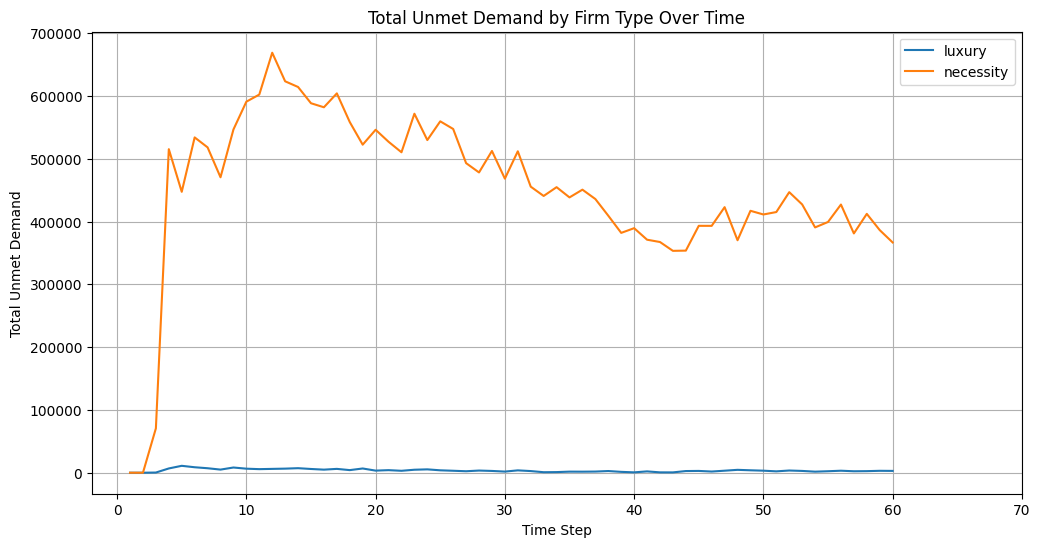 Total Unmet Demand by Firm Type Over Time
Total Unmet Demand
700000
600000
500000
400000
300000
200000
100000
0
luxury
necessity
0 10 20 30 40 50 60 70
Time Step